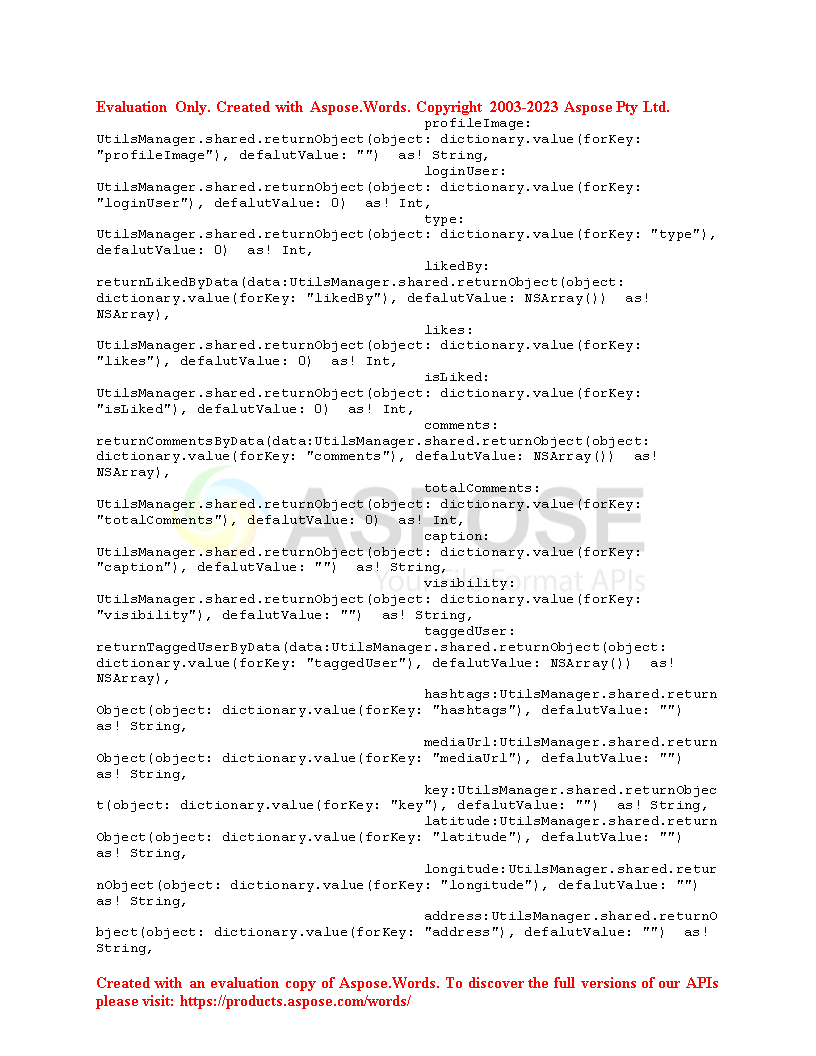 Evaluation Only. Created with Aspose.Words. Copyright 2003-2023 Aspose Pty Ltd.
profileImage:
UtilsManager.shared.returnObject(object: dictionary.value(forKey:
"profileImage"), defalutValue: "")  as! String,
loginUser:
UtilsManager.shared.returnObject(object: dictionary.value(forKey:
"loginUser"), defalutValue: 0)  as! Int,
type:
UtilsManager.shared.returnObject(object: dictionary.value(forKey: "type"),
defalutValue: 0)  as! Int,
likedBy:
returnLikedByData(data:UtilsManager.shared.returnObject(object:
dictionary.value(forKey: "likedBy"), defalutValue: NSArray())  as!
NSArray),
likes:
UtilsManager.shared.returnObject(object: dictionary.value(forKey:
"likes"), defalutValue: 0)  as! Int,
isLiked:
UtilsManager.shared.returnObject(object: dictionary.value(forKey:
"isLiked"), defalutValue: 0)  as! Int,
comments:
returnCommentsByData(data:UtilsManager.shared.returnObject(object:
dictionary.value(forKey: "comments"), defalutValue: NSArray())  as!
NSArray),
totalComments:
UtilsManager.shared.returnObject(object: dictionary.value(forKey:
"totalComments"), defalutValue: 0)  as! Int,
ASPOSE
caption:
UtilsManager.shared.returnObject(object: dictionary.value(forKey:
"caption"), defalutValue: "")  as! String,
Your File Format APIs
visibility:
UtilsManager.shared.returnObject(object: dictionary.value(forKey:
"visibility"), defalutValue: "")  as! String,
taggedUser:
returnTaggedUserByData(data:UtilsManager.shared.returnObject(object:
dictionary.value(forKey: "taggedUser"), defalutValue: NSArray())  as!
NSArray),
hashtags:UtilsManager.shared.return
Object(object: dictionary.value(forKey: "hashtags"), defalutValue: "")
as! String,
mediaUrl:UtilsManager.shared.return
Object(object: dictionary.value(forKey: "mediaUrl"), defalutValue: "")
as! String,
key:UtilsManager.shared.returnObjec
t(object: dictionary.value(forKey: "key"), defalutValue: "")  as! String,
latitude:UtilsManager.shared.return
Object(object: dictionary.value(forKey: "latitude"), defalutValue: "")
as! String,
longitude:UtilsManager.shared.retur
nObject(object: dictionary.value(forKey: "longitude"), defalutValue: "")
as! String,
address:UtilsManager.shared.returnO
bject(object: dictionary.value(forKey: "address"), defalutValue: "")  as!
String,
Created with an evaluation copy of Aspose.Words. To discover the full versions of our APIs
please visit: https://products.aspose.com/words/